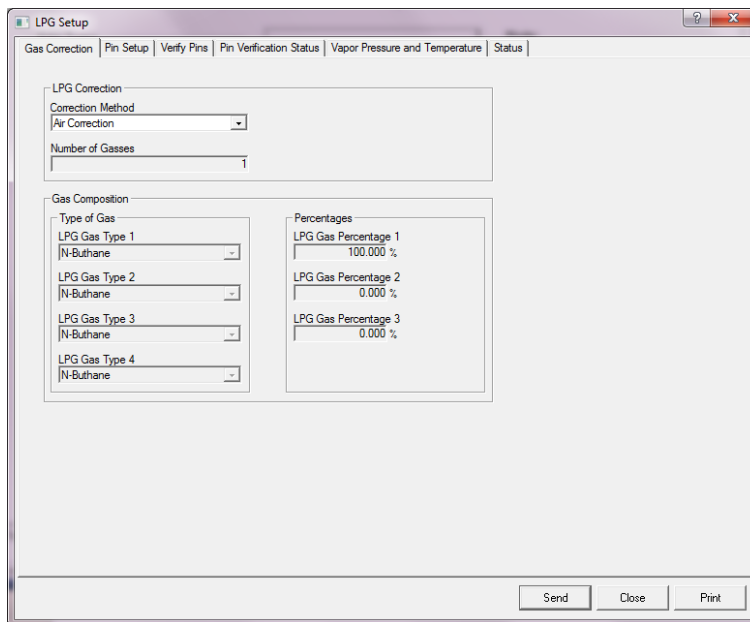 LPG Setup
Gas Correction Pin Setup Verify Pins Pin Verification Status Vapor Pressure and Temperature Status
LPG Correction
Correction Method
Air Correction
Number of Gasses
1
Gas Composition
Type of Gas
LPG Gas Type 1
N-Buthane
LPG Gas Type 2
N-Buthane
LPG Gas Type 3
N-Buthane
LPG Gas Type 4
N-Buthane
Percentages
LPG Gas Percentage 1
100.000 %
LPG Gas Percentage 2
0.000 %
LPG Gas Percentage 3
0.000 %
Send Close Print